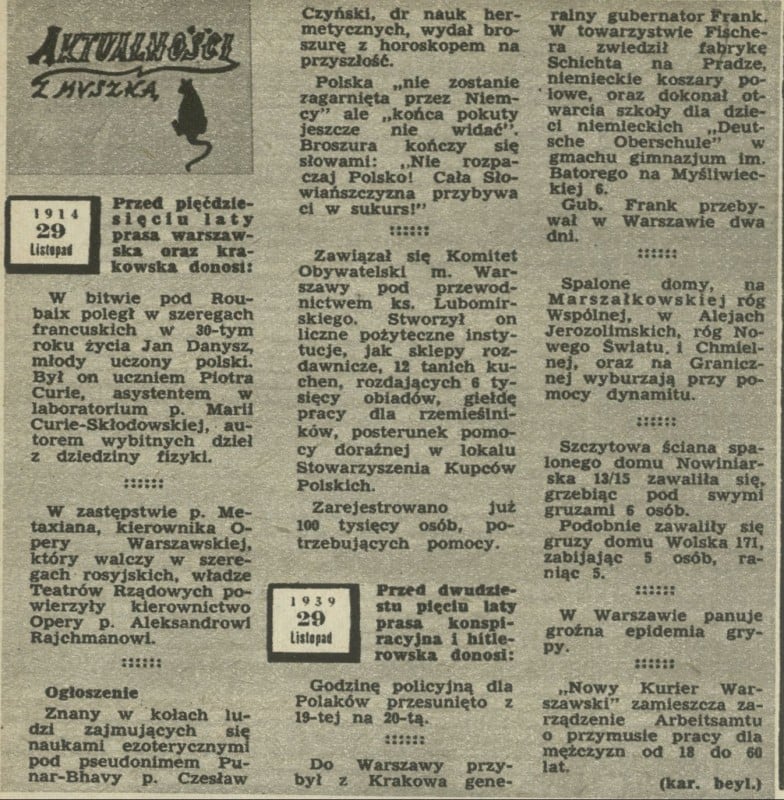 AKTUALNOŚCI
Z MYSZKĄ
1914
29
Listopad
Przed pięćdzie-
sięciu laty
prasa warszaw-
ska oraz kra-
kowska donosi:
W bitwie pod Rou-
baix poległ w szeregach
francuskich w 30-tym
roku życia Jan Danysz,
młody uczony polski.
Był on uczniem Piotra
Curie, asystentem w
laboratorium p. Marii
Curie-Skłodowskiej, au-
torem wybitnych dzieł
z dziedziny fizyki.
::::::
W zastępstwie p. Me-
taxiana, kierownika O-
pery Warszawskiej,
który walczy w szere-
gach rosyjskich, władze
Teatrów Rządowych po-
wierzyły kierownictwo
Opery p. Aleksandrowi
Rajchmanowi.
::::::
Ogłoszenie
Znany w kołach lu-
dzi zajmujących się
naukami ezoterycznymi
pod pseudonimem Pu-
nar-Bhavy p. Czesław
Czyński, dr nauk her-
metycznych, wydał bro-
szurę z horoskopem na
przyszłość.
Polska „nie zostanie
zagarnięta przez Niem-
cy" ale „końca pokuty
jeszcze nie widać".
Broszura kończy się
słowami: „Nie rozpa-
czaj Polsko! Cała Sło-
wiańszczyzna przybywa
ci w sukurs!"
::::::
Zawiązał się Komitet
Obywatelski m. War-
szawy pod przewod-
nictwem ks. Lubomir-
skiego. Stworzył on
liczne pożyteczne insty-
tucje, jak sklepy roz-
dawnicze, 12 tanich ku-
chen, rozdających 6 ty-
sięcy obiadów, giełdę
pracy dla rzemieślni-
ków, posterunek pomo-
cy doraźnej w lokalu
Stowarzyszenia Kupców
Polskich.
Zarejestrowano już
100 tysięcy osób, po-
trzebujących pomocy.
1939
29
Listopad
Przed dwudzie-
stu pięciu laty
prasa konspi-
racyjna i hitle-
rowska donosi:
Godzinę policyjną dla
Polaków przesunięto z
19-tej na 20-tą.
::::::
Do Warszawy przy-
był z Krakowa gene-
ralny gubernator Frank.
W towarzystwie Fische-
ra zwiedził fabrykę
Schichta na Pradze,
niemieckie koszary po-
lowe, oraz dokonał ot-
warcia szkoły dla dzie-
ci niemieckich „Deut-
sche Oberschule" w
gmachu gimnazjum im.
Batorego na Myśliwiec-
kiej 6.
Gub. Frank przeby-
wał w Warszawie dwa
dni.
::::::
Spalone domy, na
Marszałkowskiej róg
Wspólnej, w Alejach
Jerozolimskich, róg No-
wego Światu i Chmiel-
nej, oraz na Granicz-
nej wyburzają przy po-
mocy dynamitu.
::::::
Szczytowa ściana spa-
lonego domu Nowiniar-
ska 13/15 zawaliła się,
grzebiąc pod swymi
gruzami 6 osób.
Podobnie zawaliły się
gruzy domu Wolska 171,
zabijając 5 osób, ra-
niąc 5.
::::::
W Warszawie panuje
groźna epidemia gry-
py.
::::::
„Nowy Kurier War-
szawski" zamieszcza za-
rządzenie Arbeitsamtu
o przymusie pracy dla
mężczyzn od 18 do 60
lat.
(kar. beyl.)